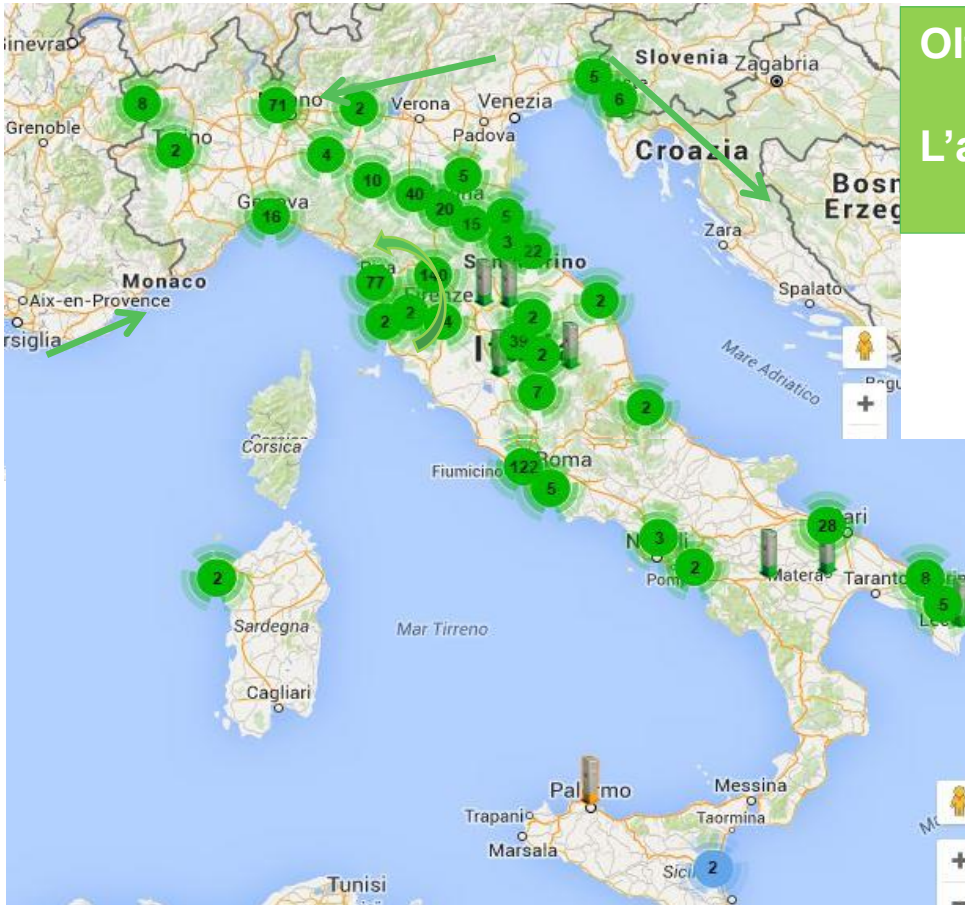 Ol
L'a
Slovenia
Zagabria
Verona
Venezia
Padova
Grenoble
Croazia
Bosn
Erzeg
Zara
Spalato
Monaco
Aix-en-Provence
rsiglia
Mare Adriatico
Corsica
Fiumicino
Roma
Matera
Sardegna
Mar Tirreno
Cagliari
Messina
Trapani
Taormina
Marsala
Tunisi
8
71
2
5
6
2
4
10
40
5
20
15
5
16
3
22
77
140
2
2
4
2
2
39
2
7
2
122
5
3
2
28
8
5
2
2
+
+